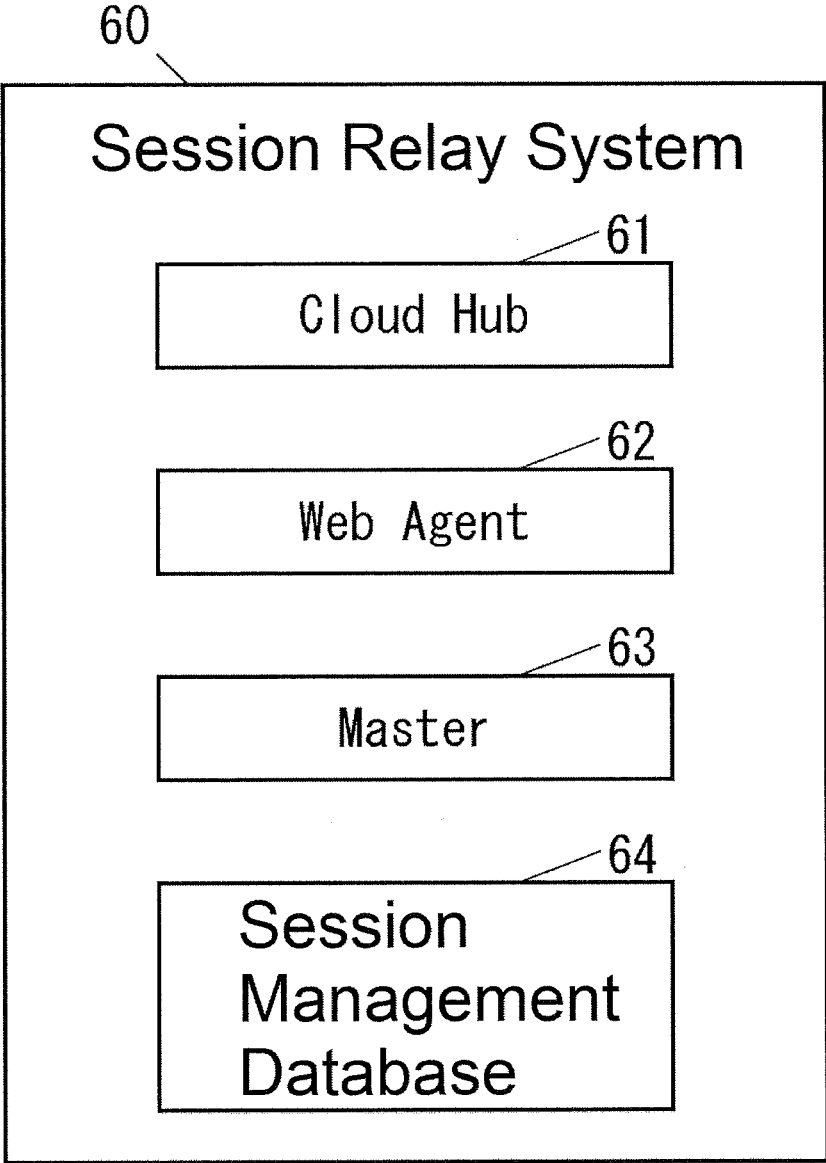 60
Session Relay System
61
Cloud Hub
62
Web Agent
63
Master
64
Session
Management
Database